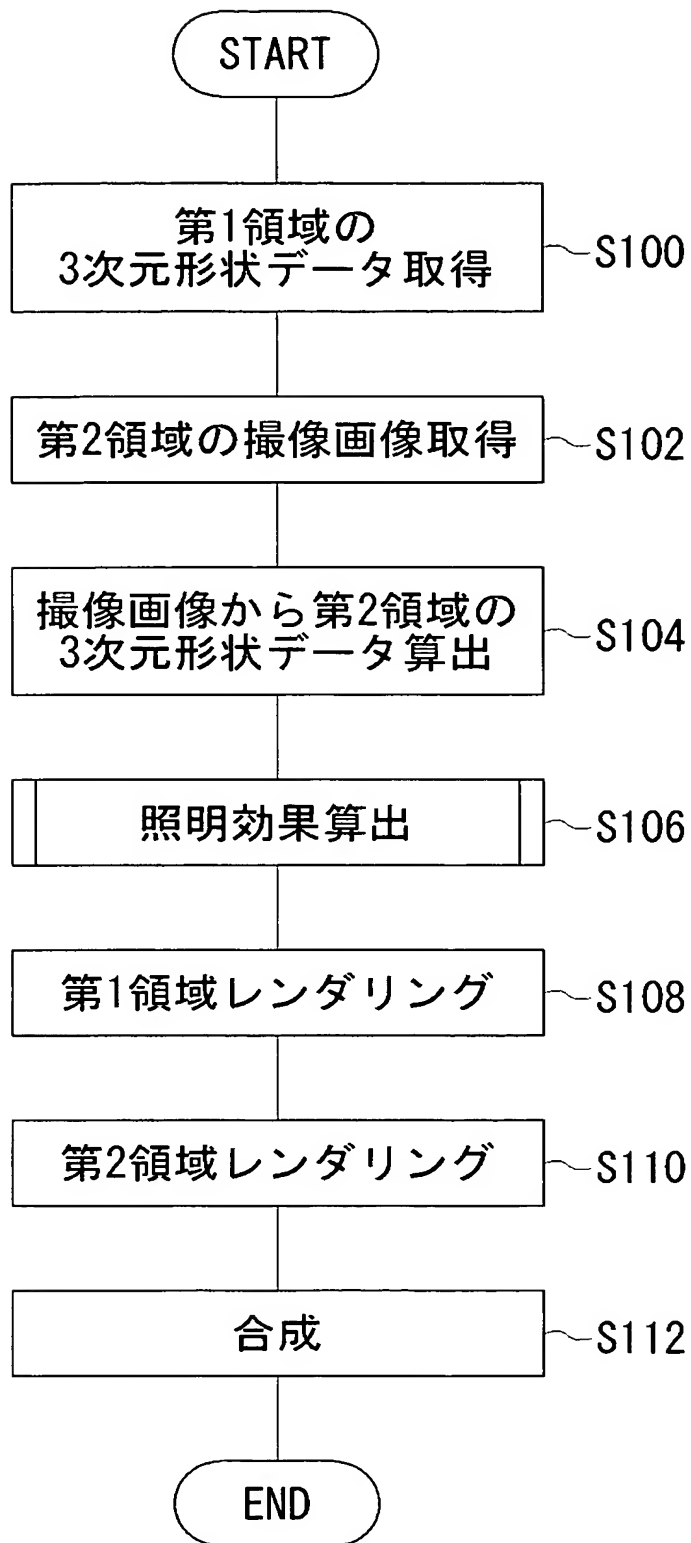 START
第1領域の
3次元形状データ取得
S100
第2領域の撮像画像取得
S102
撮像画像から第2領域の
3次元形状データ算出
S104
照明効果算出
S106
第1領域レンダリング
S108
第2領域レンダリング
S110
合成
S112
END